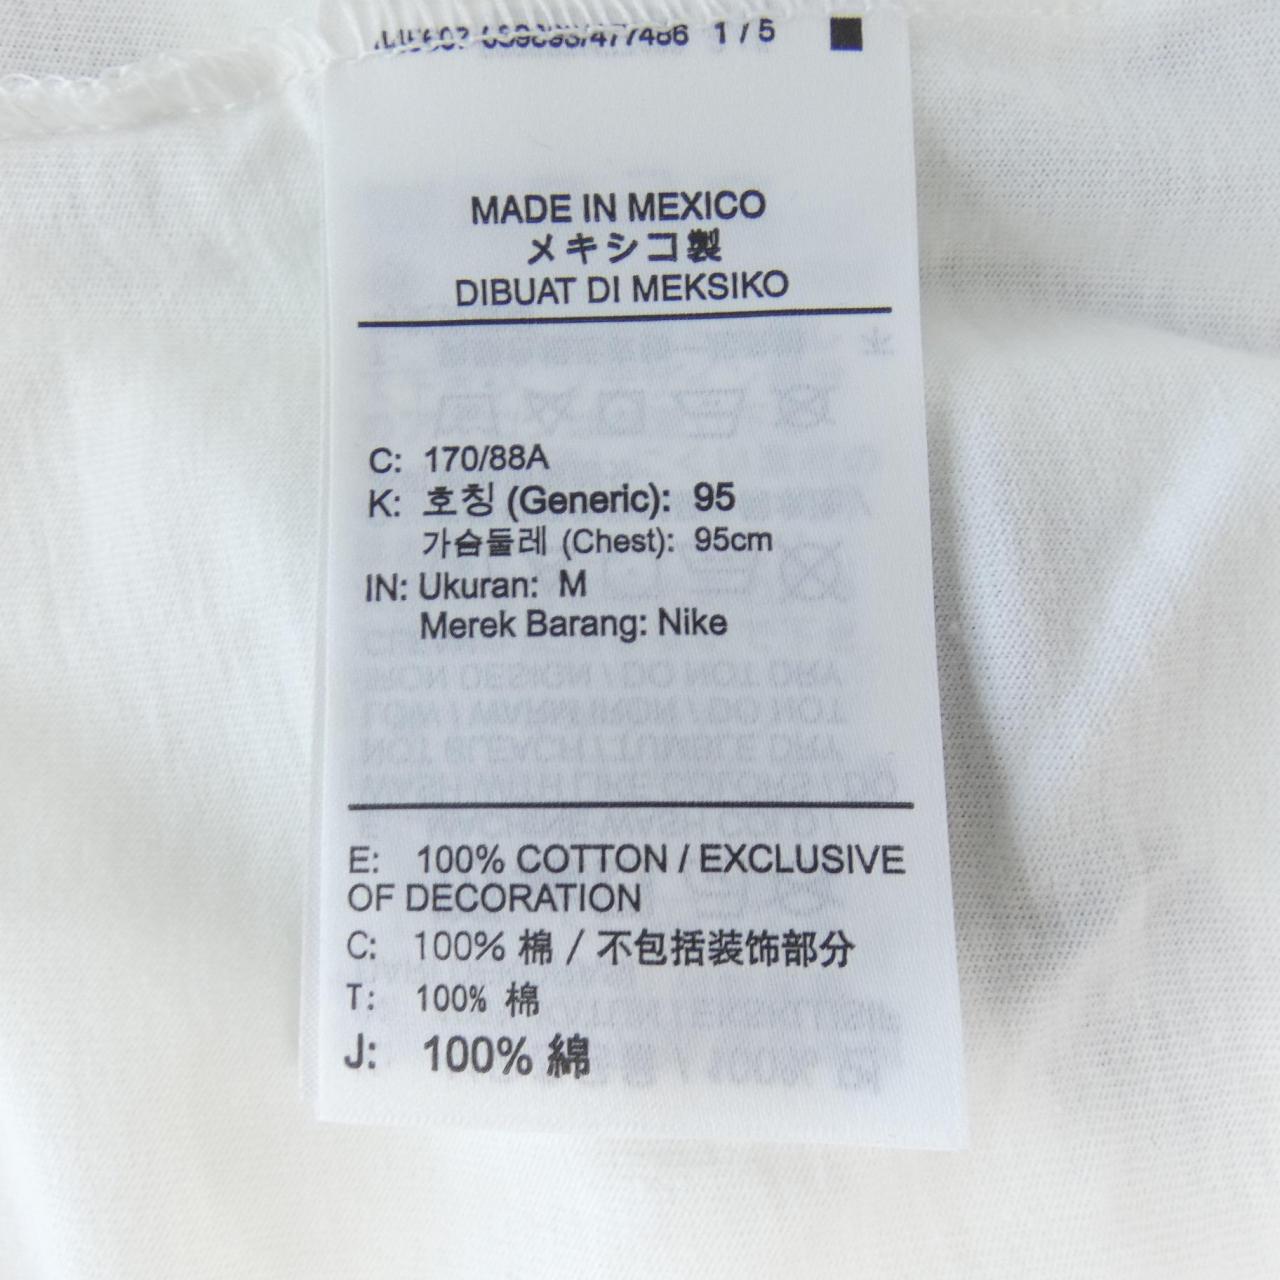 1 / 5
MADE IN MEXICO
メキシコ製
DIBUAT DI MEKSIKO
C: 170/88A
K: 호칭 (Generic): 95
가슴둘레 (Chest): 95cm
IN: Ukuran: M
Merek Barang: Nike
E: 100% COTTON / EXCLUSIVE
OF DECORATION
C: 100% 棉 / 不包括装饰部分
T: 100% 棉
J: 100% 綿